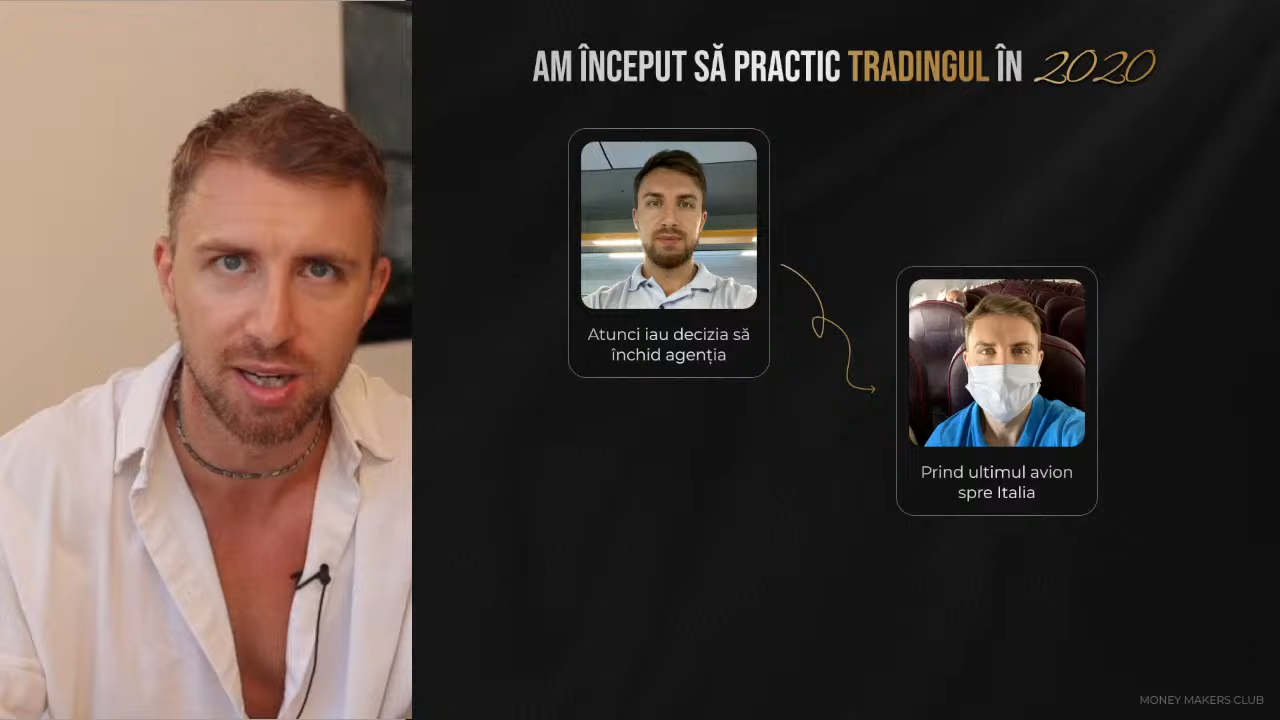 AM ÎNCEPUT SĂ PRACTIC TRADINGUL ÎN 2020
Atunci iau decizia să
închid agenția
Prind ultimul avion
spre Italia
MONEY MAKERS CLUB